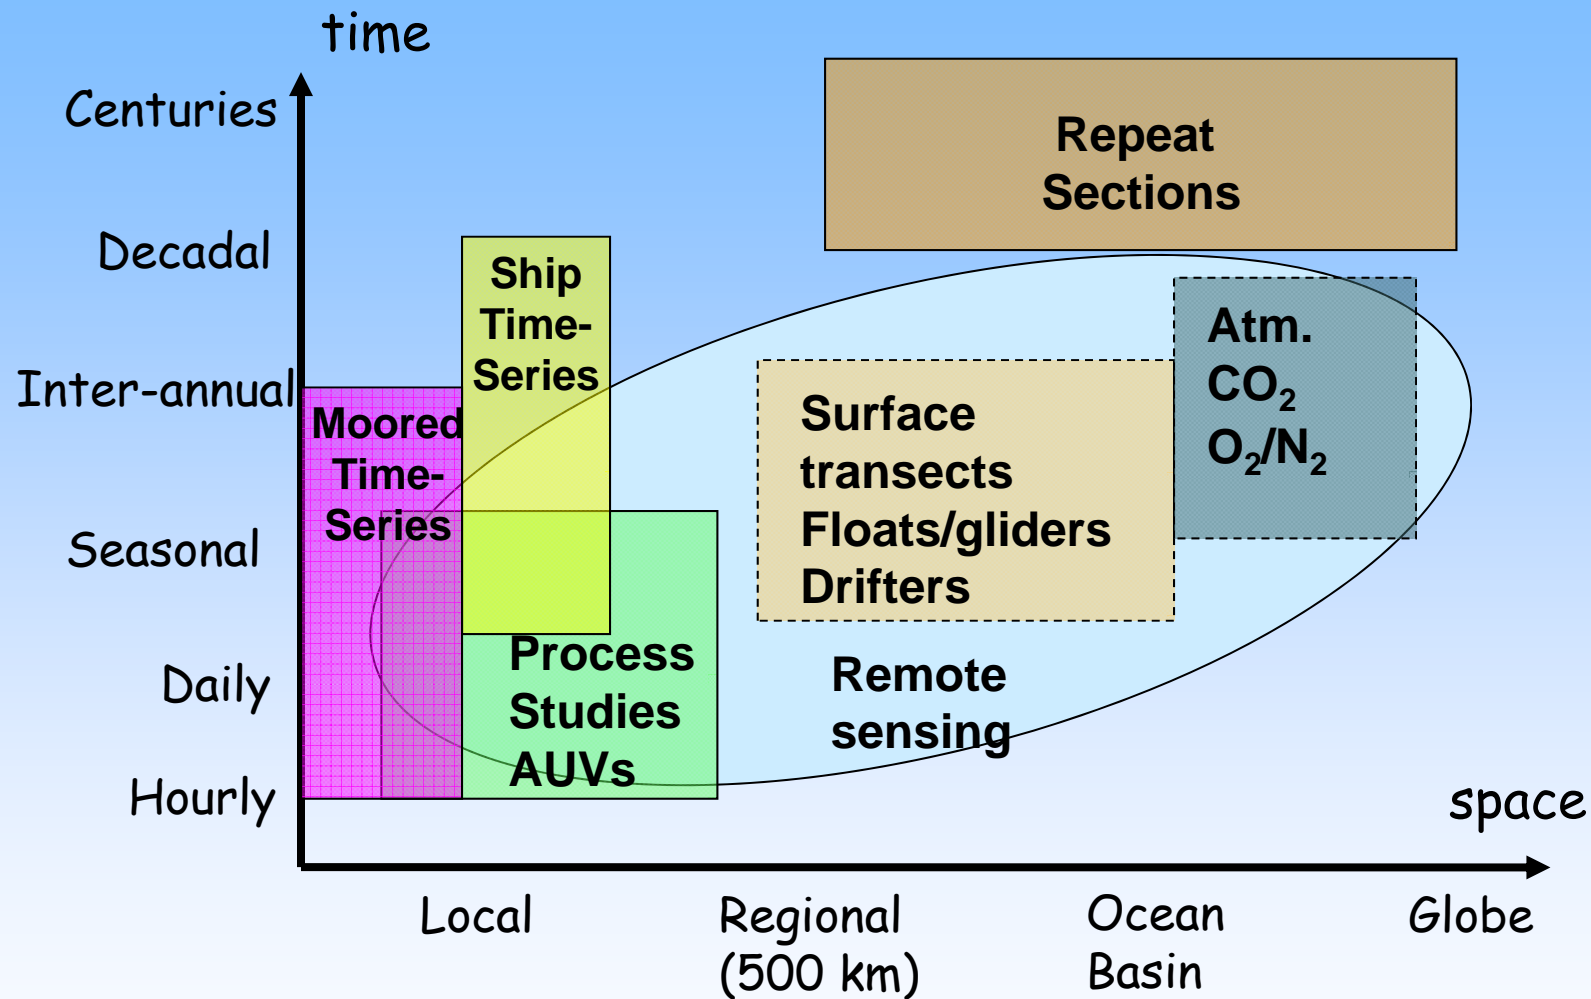 time
Centuries
Decadal
Inter-annual
Seasonal
Daily
Hourly
Repeat
Sections
Ship
Time-
Series
Moored
Time-
Series
Atm.
CO₂
O₂/N₂
Surface
transects
Floats/gliders
Drifters
Process
Studies
AUVs
Remote
sensing
space
Local
Regional
(500 km)
Ocean
Basin
Globe